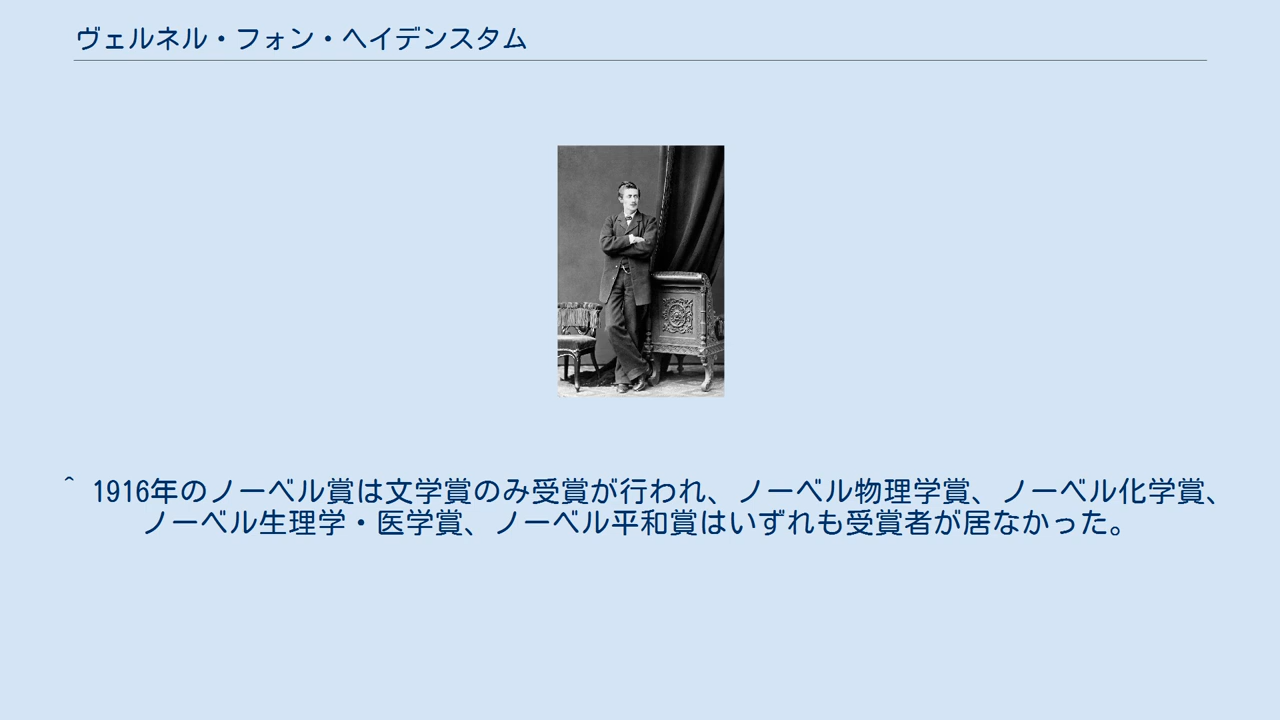 ヴェルネル・フォン・ヘイデンスタム
^ 1916年のノーベル賞は文学賞のみ受賞が行われ、ノーベル物理学賞、ノーベル化学賞、
ノーベル生理学・医学賞、ノーベル平和賞はいずれも受賞者が居なかった。